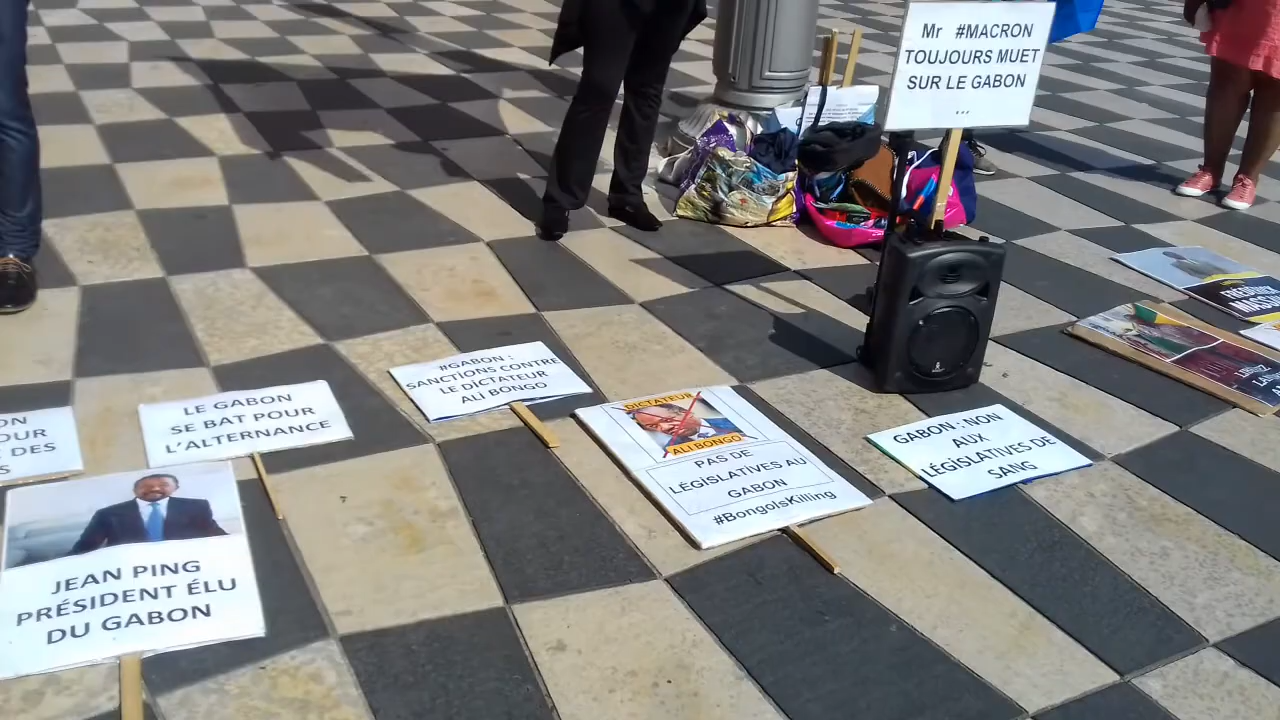 Mr #MACRON
TOUJOURS MUET
SUR LE GABON
...
#GABON :
SANCTIONS CONTRE
LE DICTATEUR
ALI BONGO
LE GABON
SE BAT POUR
L'ALTERNANCE
DES
JEAN PING
PRÉSIDENT ÉLU
DU GABON
DICTATEUR
ALI BONGO
PAS DE
LÉGISLATIVES AU
GABON
#BongoIsKilling
GABON : NON
AUX
LÉGISLATIVES DE
SANG